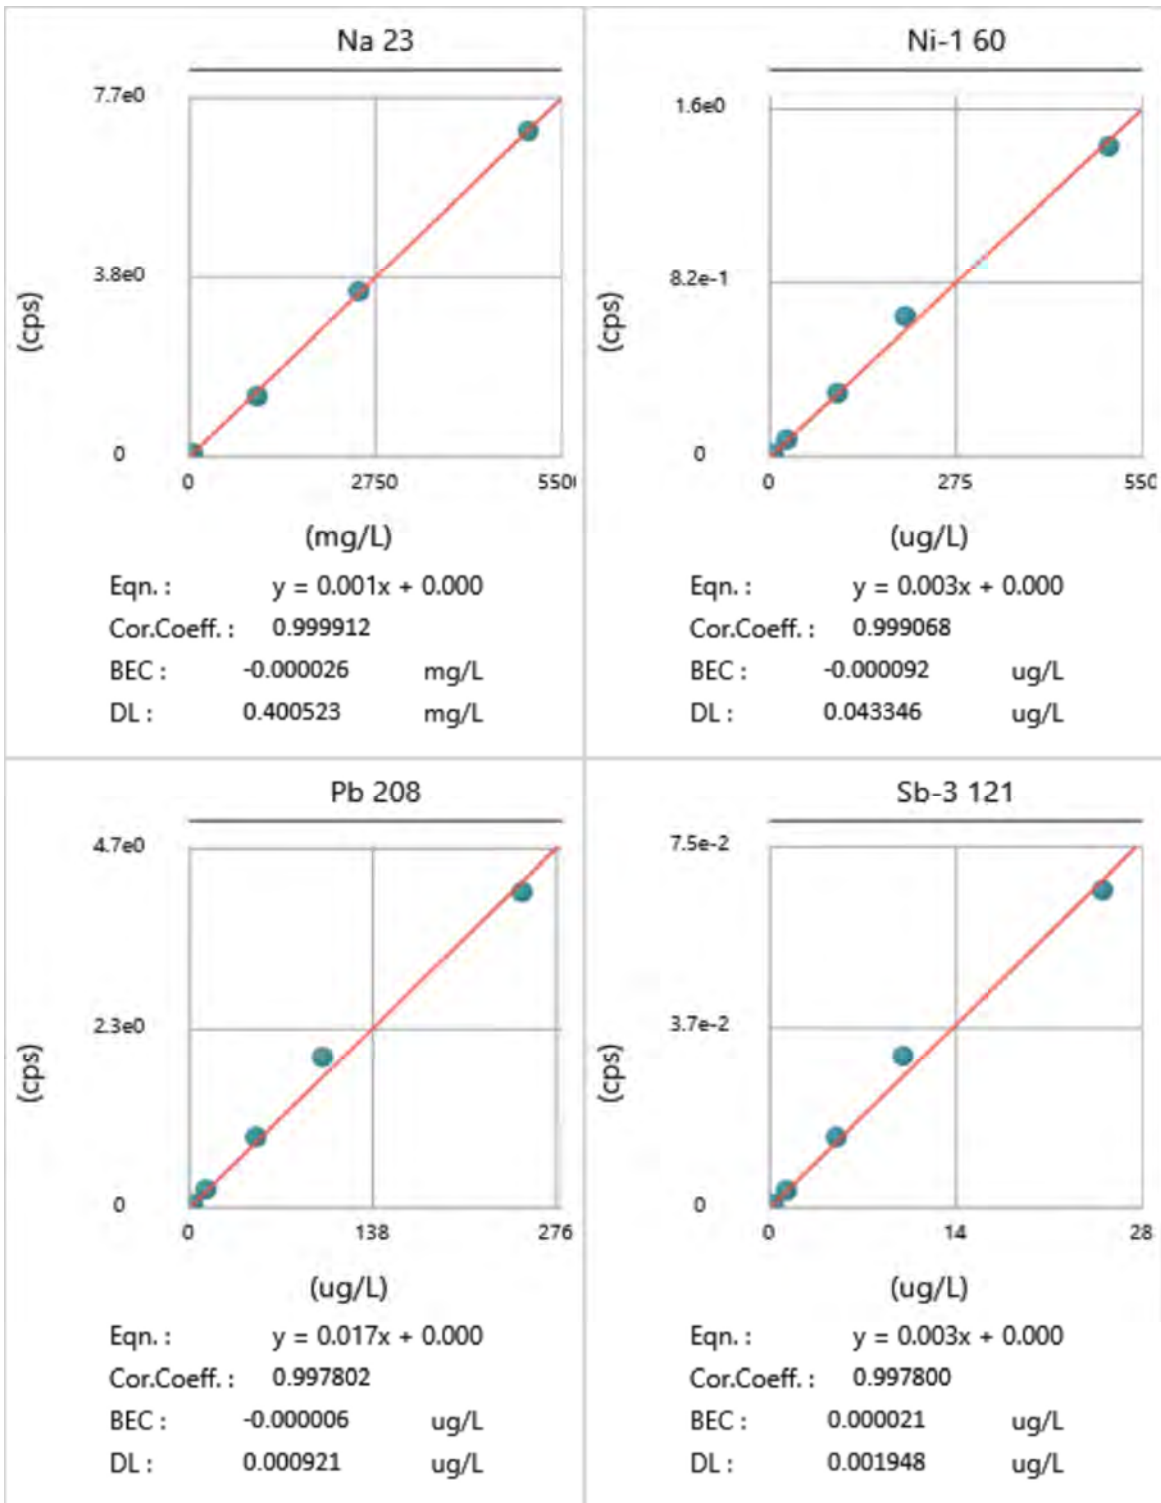 Na 23
7.7e0
3.8e0
0
(cps)
0 2750 550
(mg/L)
Eqn. : y = 0.001x + 0.000
Cor.Coeff. : 0.999912
BEC : -0.000026 mg/L
DL : 0.400523 mg/L
Ni-1 60
1.6e0
8.2e-1
0
(cps)
0 275 550
(ug/L)
Eqn. : y = 0.003x + 0.000
Cor.Coeff. : 0.999068
BEC : -0.000092 ug/L
DL : 0.043346 ug/L
Pb 208
4.7e0
2.3e0
0
(cps)
0 138 276
(ug/L)
Eqn. : y = 0.017x + 0.000
Cor.Coeff. : 0.997802
BEC : -0.000006 ug/L
DL : 0.000921 ug/L
Sb-3 121
7.5e-2
3.7e-2
0
(cps)
0 14 28
(ug/L)
Eqn. : y = 0.003x + 0.000
Cor.Coeff. : 0.997800
BEC : 0.000021 ug/L
DL : 0.001948 ug/L